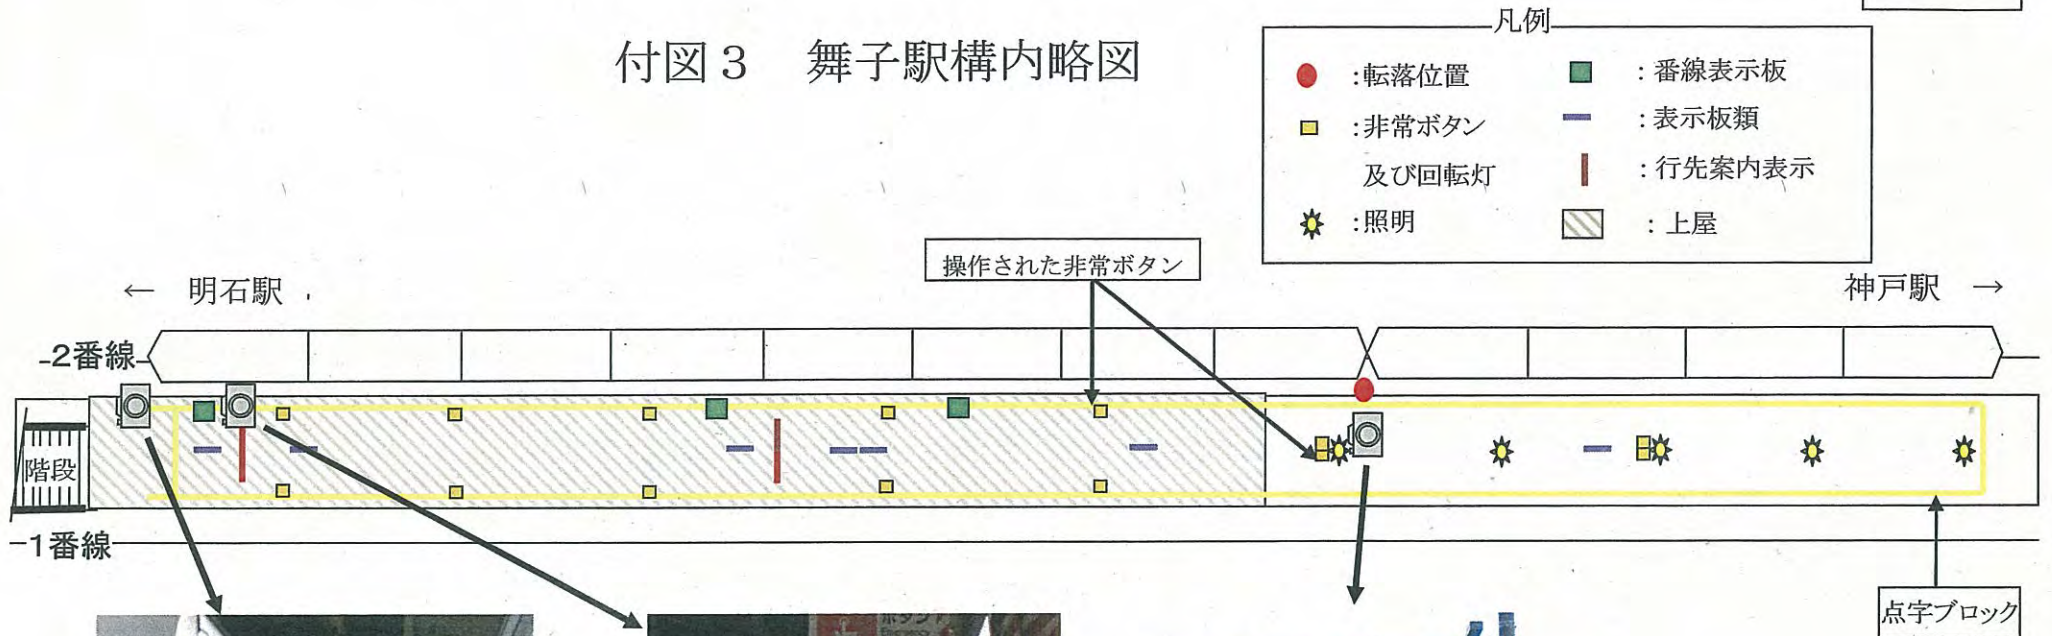 付図３　舞子駅構内略図
凡例
:転落位置
:番線表示板
:非常ボタン
及び回転灯
:表示板類
:行先案内表示
:照明
:上屋
操作された非常ボタン
← 明石駅
神戸駅 →
2番線
階段
1番線
点字ブロック